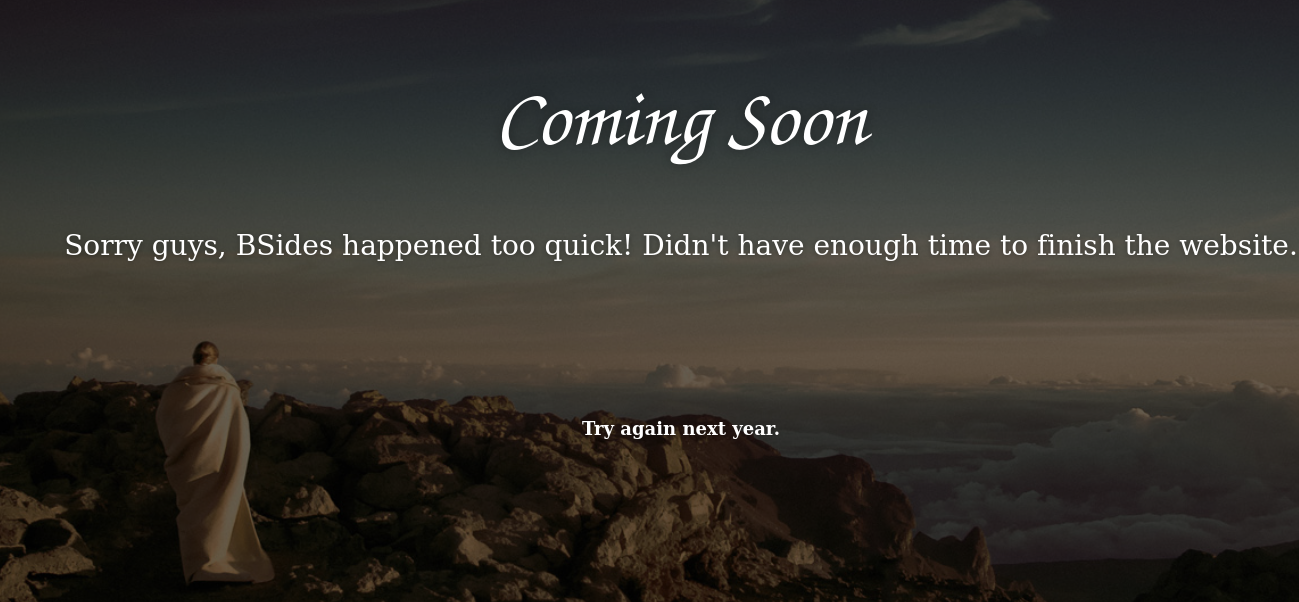 Coming Soon
Sorry guys, BSides happened too quick! Didn't have enough time to finish the website.
Try again next year.